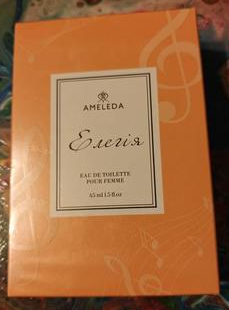 AMELEDA
Елегія
EAU DE TOILETTE
POUR FEMME
45 ml 1.5 fl.oz